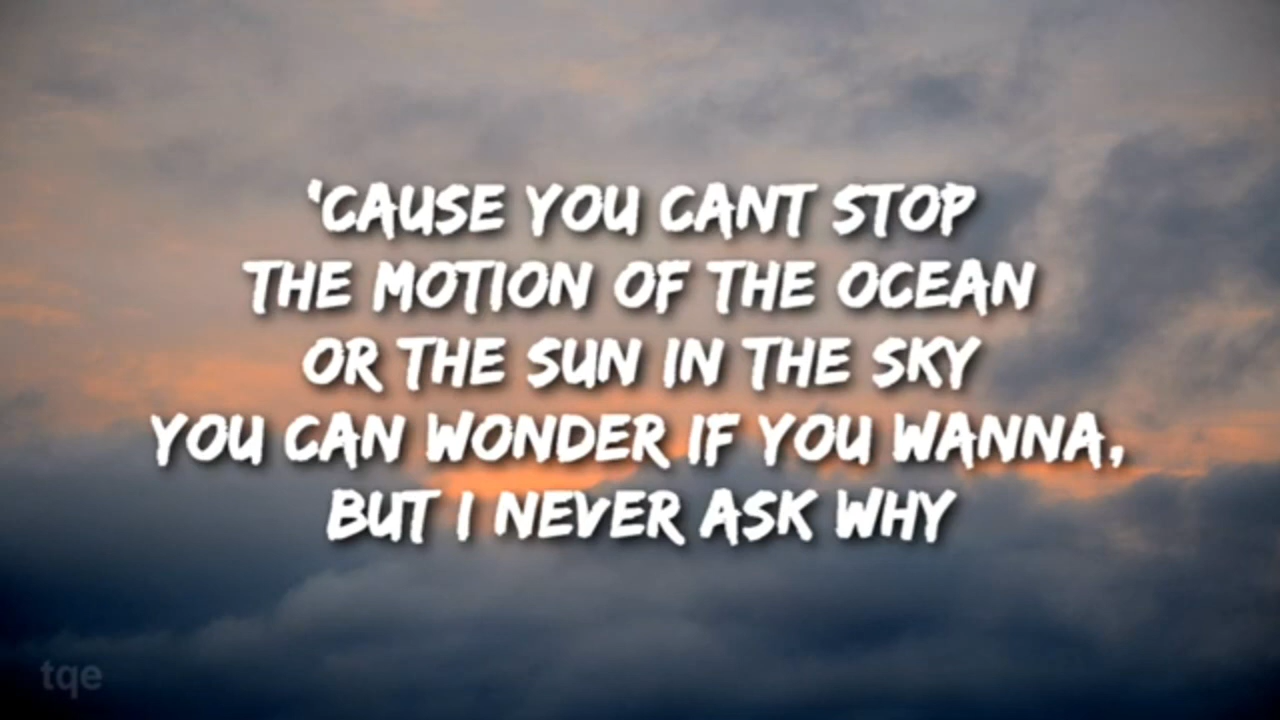 'CAUSE YOU CANT STOP
THE MOTION OF THE OCEAN
OR THE SUN IN THE SKY
YOU CAN WONDER IF YOU WANNA,
BUT I NEVER ASK WHY
tqe